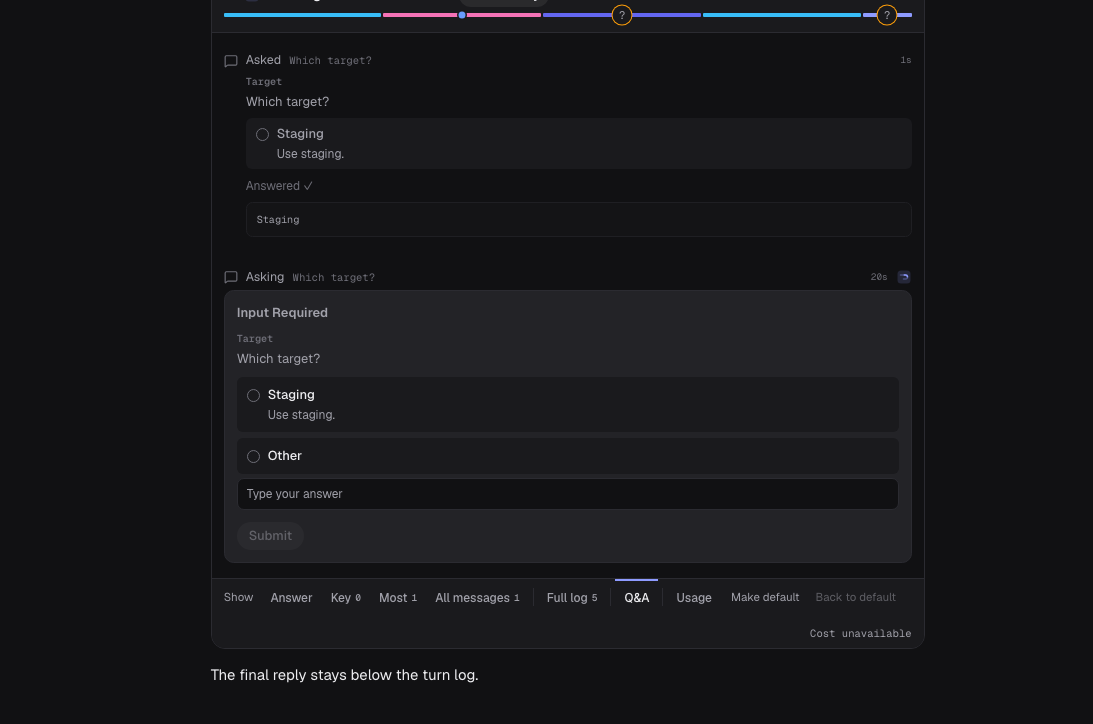 ?
?
Asked Which target? 1s
Target
Which target?
Staging
Use staging.
Answered ✓
Staging
Asking Which target? 20s
Input Required
Target
Which target?
Staging
Use staging.
Other
Type your answer
Submit
Show Answer Key 0 Most 1 All messages 1 Full log 5 Q&A Usage Make default Back to default
Cost unavailable
The final reply stays below the turn log.